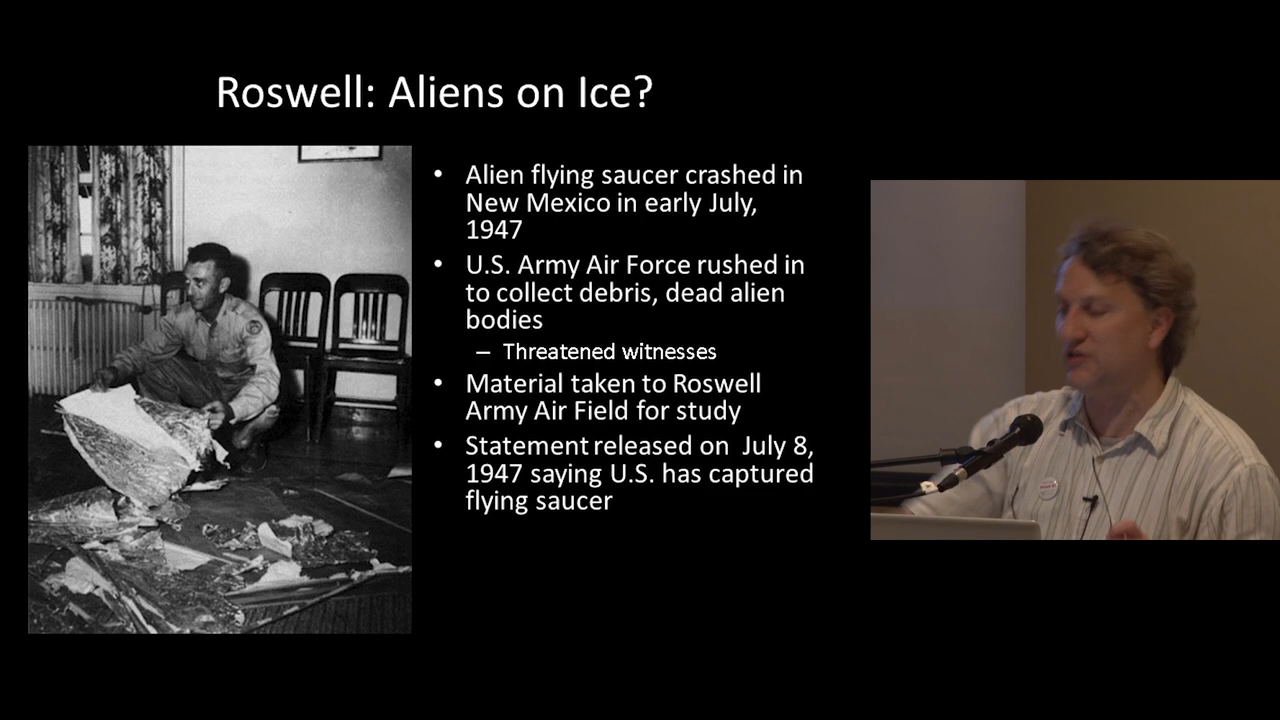 Roswell: Aliens on Ice?
• Alien flying saucer crashed in
New Mexico in early July,
1947
• U.S. Army Air Force rushed in
to collect debris, dead alien
bodies
– Threatened witnesses
• Material taken to Roswell
Army Air Field for study
• Statement released on July 8,
1947 saying U.S. has captured
flying saucer